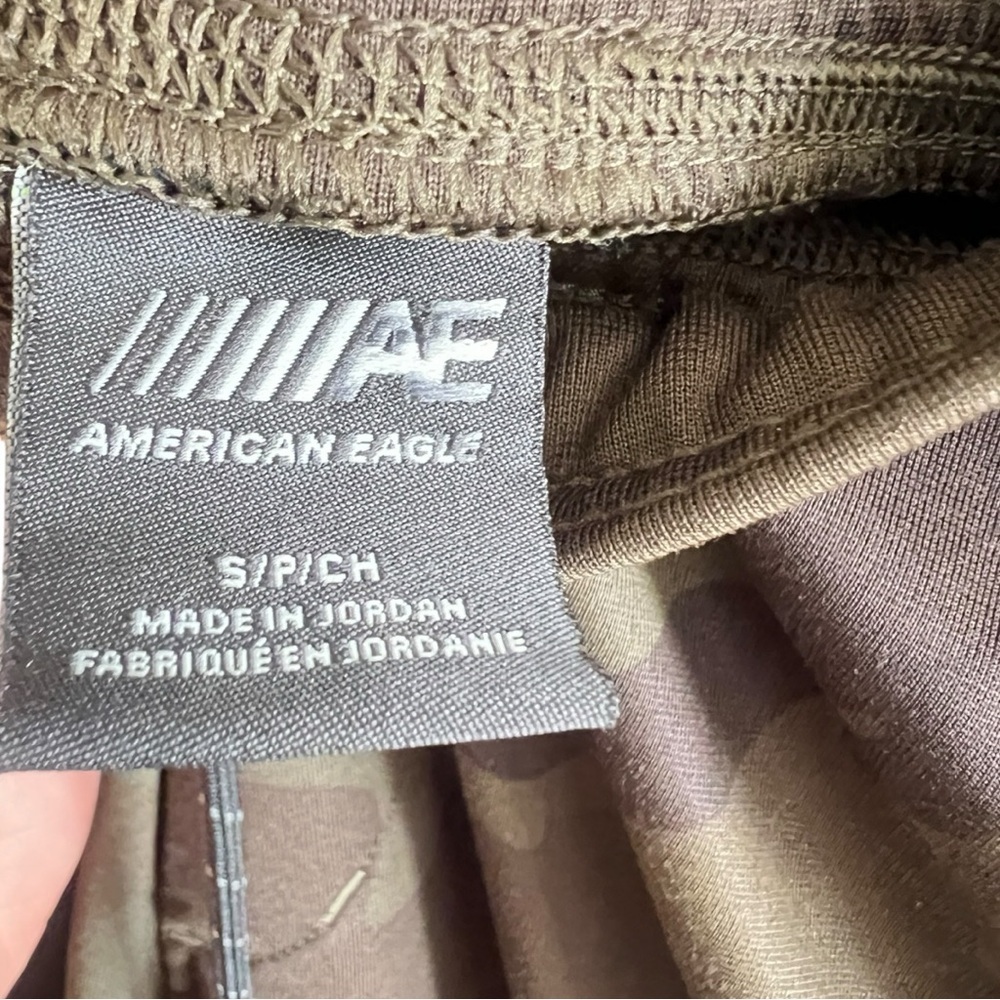 AE
AMERICAN EAGLE
S/P/CH
MADE IN JORDAN
FABRIQUÉ EN JORDANIE